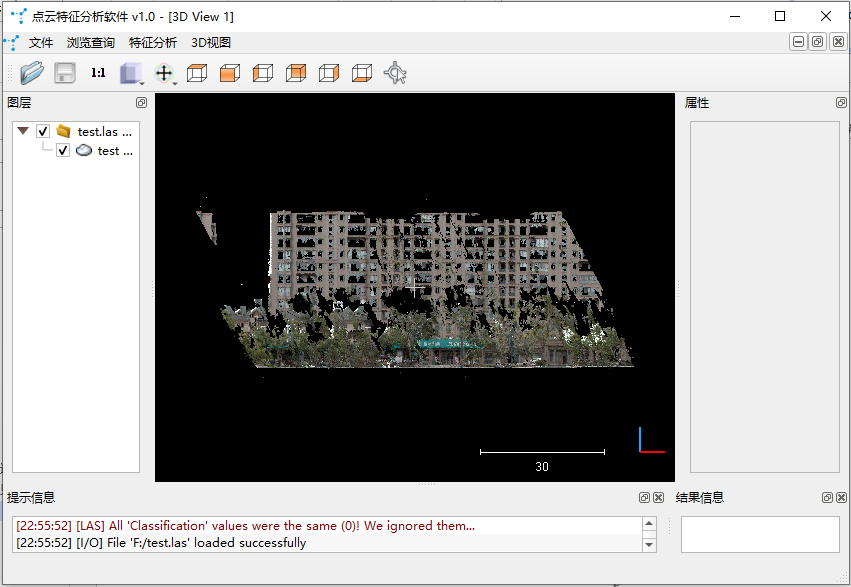 点云特征分析软件 v1.0 - [3D View 1]
文件 浏览查询 特征分析 3D视图
1:1
图层
属性
test.las ...
test ...
30
提示信息
结果信息
[22:55:52] [LAS] All 'Classification' values were the same (0)! We ignored them...
[22:55:52] [I/O] File 'F:/test.las' loaded successfully